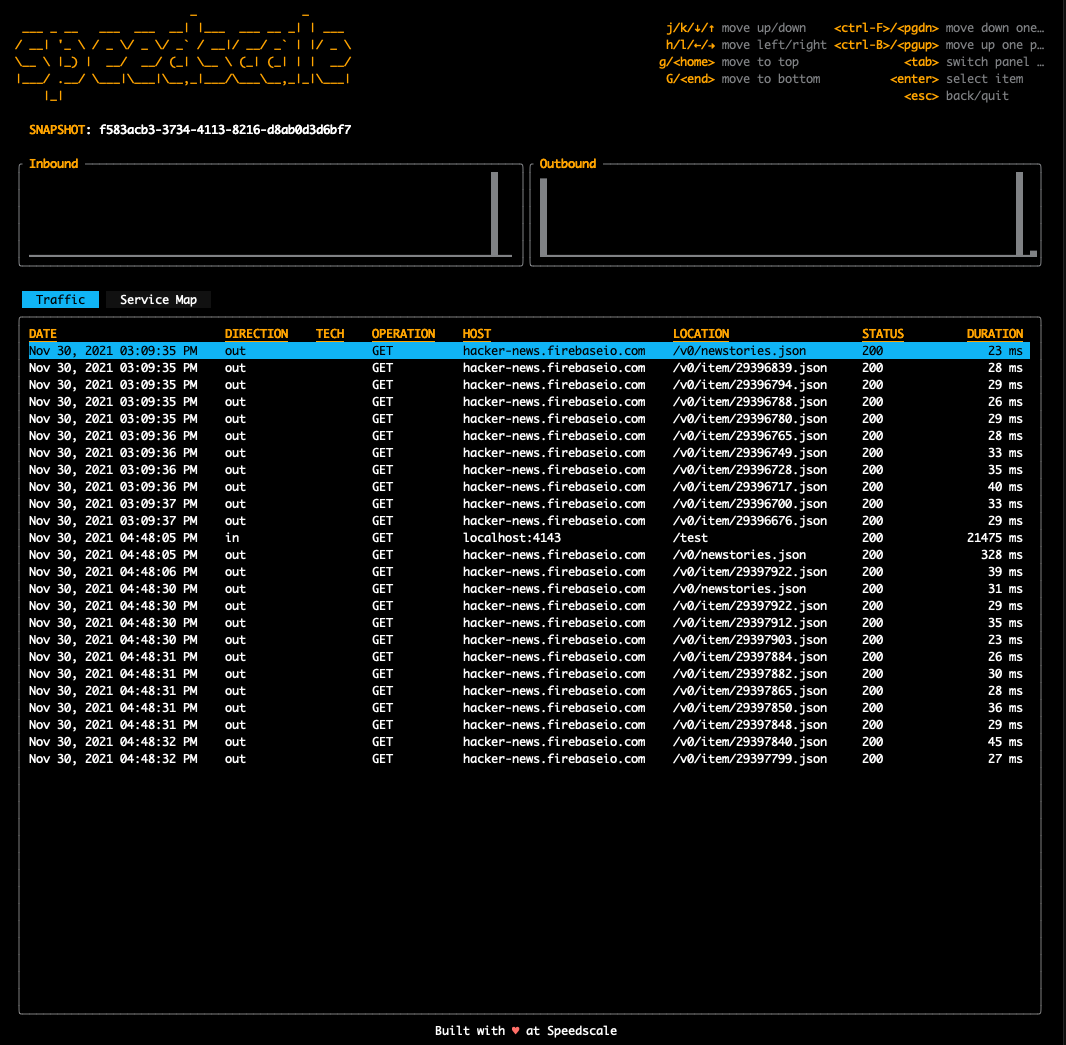 speedscale
j/k/↓/↑ move up/down <ctrl-F>/<pgdn> move down one…
h/l/←/→ move left/right <ctrl-B>/<pgup> move up one p…
g/<home> move to top <tab> switch panel …
G/<end> move to bottom <enter> select item
<esc> back/quit
SNAPSHOT: f583acb3-3734-4113-8216-d8ab0d3d6bf7
Inbound Outbound
Traffic Service Map
DATE DIRECTION TECH OPERATION HOST LOCATION STATUS DURATION
Nov 30, 2021 03:09:35 PM out GET hacker-news.firebaseio.com /v0/newstories.json 200 23 ms
Nov 30, 2021 03:09:35 PM out GET hacker-news.firebaseio.com /v0/item/29396839.json 200 28 ms
Nov 30, 2021 03:09:35 PM out GET hacker-news.firebaseio.com /v0/item/29396794.json 200 29 ms
Nov 30, 2021 03:09:35 PM out GET hacker-news.firebaseio.com /v0/item/29396788.json 200 26 ms
Nov 30, 2021 03:09:35 PM out GET hacker-news.firebaseio.com /v0/item/29396780.json 200 29 ms
Nov 30, 2021 03:09:36 PM out GET hacker-news.firebaseio.com /v0/item/29396765.json 200 28 ms
Nov 30, 2021 03:09:36 PM out GET hacker-news.firebaseio.com /v0/item/29396749.json 200 33 ms
Nov 30, 2021 03:09:36 PM out GET hacker-news.firebaseio.com /v0/item/29396728.json 200 35 ms
Nov 30, 2021 03:09:36 PM out GET hacker-news.firebaseio.com /v0/item/29396717.json 200 40 ms
Nov 30, 2021 03:09:37 PM out GET hacker-news.firebaseio.com /v0/item/29396700.json 200 33 ms
Nov 30, 2021 03:09:37 PM out GET hacker-news.firebaseio.com /v0/item/29396676.json 200 29 ms
Nov 30, 2021 04:48:05 PM in GET localhost:4143 /test 200 21475 ms
Nov 30, 2021 04:48:05 PM out GET hacker-news.firebaseio.com /v0/newstories.json 200 328 ms
Nov 30, 2021 04:48:06 PM out GET hacker-news.firebaseio.com /v0/item/29397922.json 200 39 ms
Nov 30, 2021 04:48:30 PM out GET hacker-news.firebaseio.com /v0/newstories.json 200 31 ms
Nov 30, 2021 04:48:30 PM out GET hacker-news.firebaseio.com /v0/item/29397922.json 200 29 ms
Nov 30, 2021 04:48:30 PM out GET hacker-news.firebaseio.com /v0/item/29397912.json 200 35 ms
Nov 30, 2021 04:48:30 PM out GET hacker-news.firebaseio.com /v0/item/29397903.json 200 23 ms
Nov 30, 2021 04:48:31 PM out GET hacker-news.firebaseio.com /v0/item/29397884.json 200 26 ms
Nov 30, 2021 04:48:31 PM out GET hacker-news.firebaseio.com /v0/item/29397882.json 200 30 ms
Nov 30, 2021 04:48:31 PM out GET hacker-news.firebaseio.com /v0/item/29397865.json 200 28 ms
Nov 30, 2021 04:48:31 PM out GET hacker-news.firebaseio.com /v0/item/29397850.json 200 36 ms
Nov 30, 2021 04:48:31 PM out GET hacker-news.firebaseio.com /v0/item/29397848.json 200 29 ms
Nov 30, 2021 04:48:32 PM out GET hacker-news.firebaseio.com /v0/item/29397840.json 200 45 ms
Nov 30, 2021 04:48:32 PM out GET hacker-news.firebaseio.com /v0/item/29397799.json 200 27 ms
Built with ♥ at Speedscale